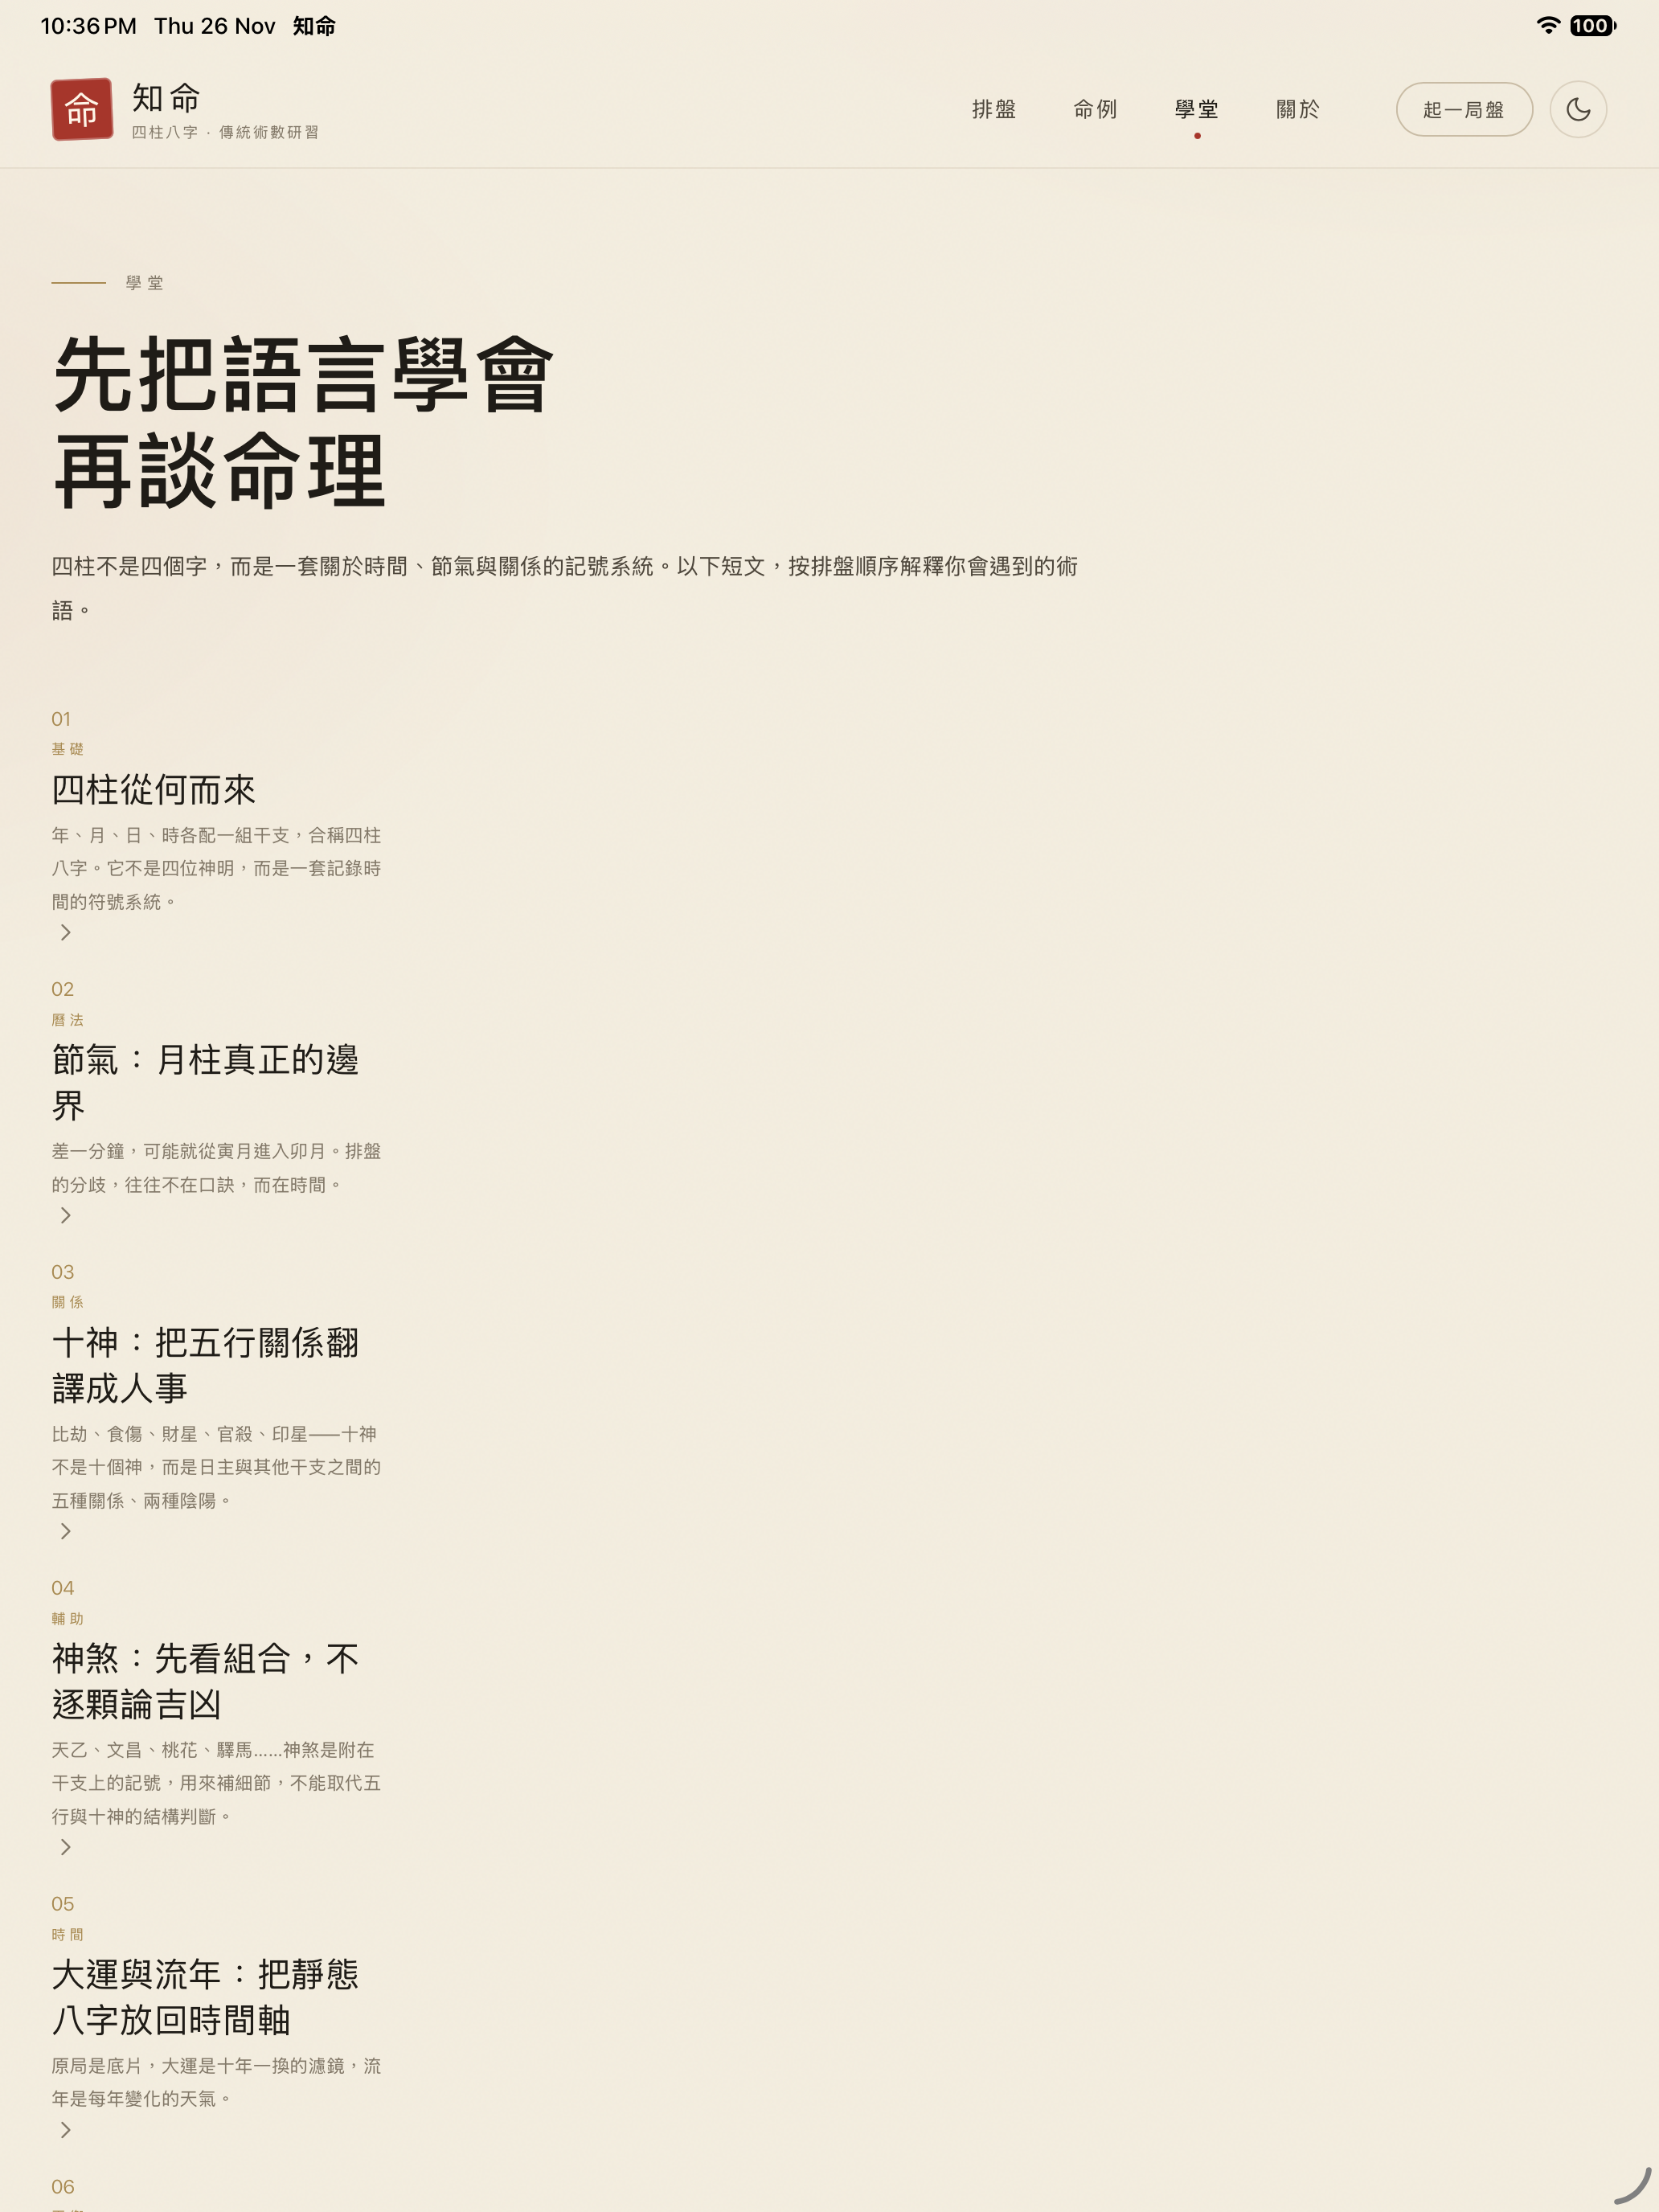 10:36 PM Thu 26 Nov 知命
100
命
知命
四柱八字 · 傳統術數研習
排盤
命例
學堂
關於
起一局盤
學堂
先把語言學會
再談命理
四柱不是四個字，而是一套關於時間、節氣與關係的記號系統。以下短文，按排盤順序解釋你會遇到的術
語。
01
基礎
四柱從何而來
年、月、日、時各配一組干支，合稱四柱
八字。它不是四位神明，而是一套記錄時
間的符號系統。
02
曆法
節氣：月柱真正的邊
界
差一分鐘，可能就從寅月進入卯月。排盤
的分歧，往往不在口訣，而在時間。
03
關係
十神：把五行關係翻
譯成人事
比劫、食傷、財星、官殺、印星——十神
不是十個神，而是日主與其他干支之間的
五種關係、兩種陰陽。
04
輔助
神煞：先看組合，不
逐顆論吉凶
天乙、文昌、桃花、驛馬……神煞是附在
干支上的記號，用來補細節，不能取代五
行與十神的結構判斷。
05
時間
大運與流年：把靜態
八字放回時間軸
原局是底片，大運是十年一換的濾鏡，流
年是每年變化的天氣。
06